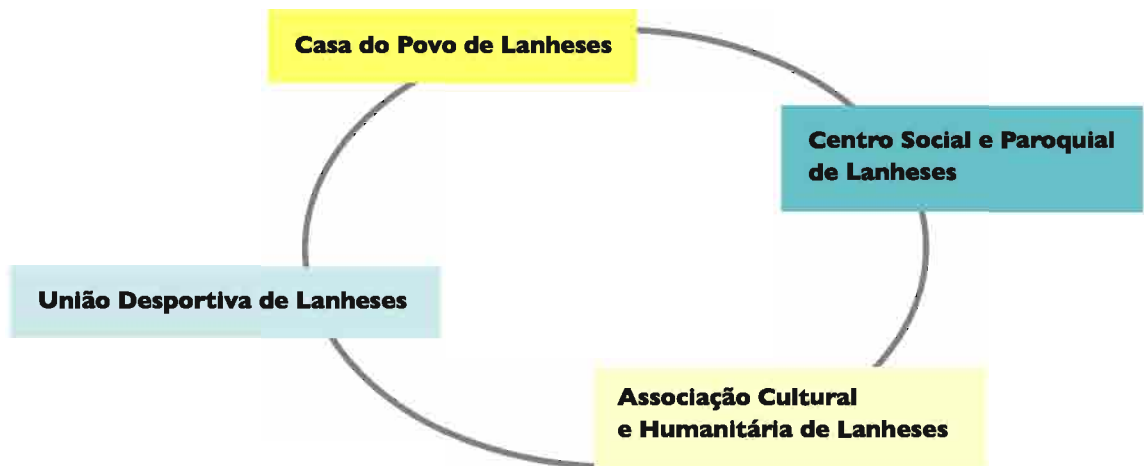 Casa do Povo de Lanheses
Centro Social e Paroquial
de Lanheses
União Desportiva de Lanheses
Associação Cultural
e Humanitária de Lanheses